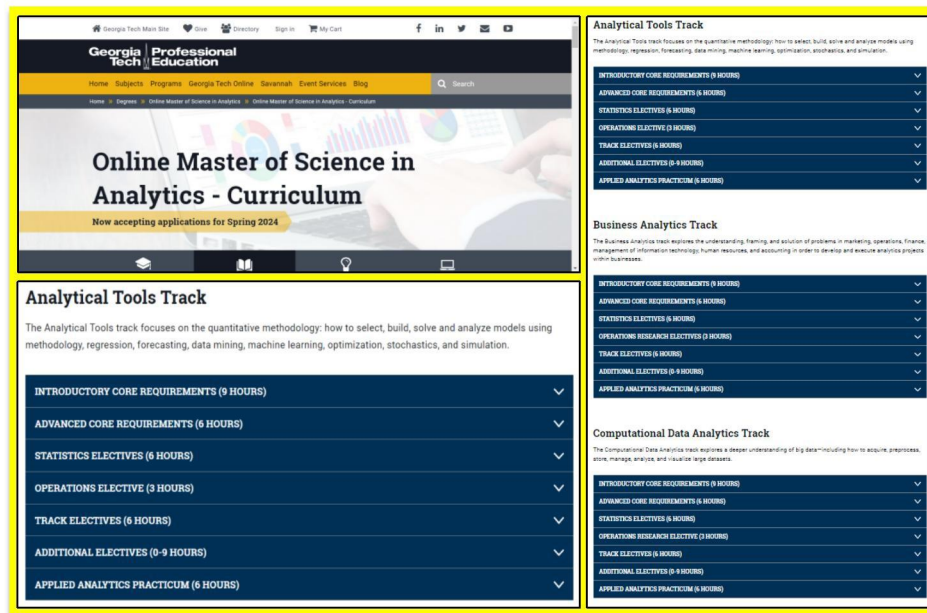 Georgia Tech Main Site Give Directory Sign in My Cart
Georgia Professional
Tech Education
Home Subjects Programs Georgia Tech Online Savannah Event Services Blog Search
Home Degrees Online Master of Science in Analytics Online Master of Science in Analytics - Curriculum
Online Master of Science in
Analytics - Curriculum
Now accepting applications for Spring 2024
Analytical Tools Track
The Analytical Tools track focuses on the quantitative methodology: how to select, build, solve and analyze models using
methodology, regression, forecasting, data mining, machine learning, optimization, stochastics, and simulation.
INTRODUCTORY CORE REQUIREMENTS (9 HOURS)
ADVANCED CORE REQUIREMENTS (6 HOURS)
STATISTICS ELECTIVES (6 HOURS)
OPERATIONS ELECTIVE (3 HOURS)
TRACK ELECTIVES (6 HOURS)
ADDITIONAL ELECTIVES (0-9 HOURS)
APPLIED ANALYTICS PRACTICUM (6 HOURS)
Analytical Tools Track
The Analytical Tools track focuses on the quantitative methodology: how to select, build, solve and analyze models using
methodology, regression, forecasting, data mining, machine learning, optimization, stochastics, and simulation.
INTRODUCTORY CORE REQUIREMENTS (9 HOURS)
ADVANCED CORE REQUIREMENTS (6 HOURS)
STATISTICS ELECTIVES (6 HOURS)
OPERATIONS ELECTIVE (3 HOURS)
TRACK ELECTIVES (6 HOURS)
ADDITIONAL ELECTIVES (0-9 HOURS)
APPLIED ANALYTICS PRACTICUM (6 HOURS)
Business Analytics Track
The Business Analytics track explores the understanding, framing, and solution of problems in marketing, operations, finance,
management of information technology, human resources, and accounting in order to develop and execute analytics projects
within businesses.
INTRODUCTORY CORE REQUIREMENTS (9 HOURS)
ADVANCED CORE REQUIREMENTS (6 HOURS)
STATISTICS ELECTIVES (6 HOURS)
OPERATIONS RESEARCH ELECTIVES (3 HOURS)
TRACK ELECTIVES (6 HOURS)
ADDITIONAL ELECTIVES (0-9 HOURS)
APPLIED ANALYTICS PRACTICUM (6 HOURS)
Computational Data Analytics Track
The Computational Data Analytics track explores a deeper understanding of big data—including how to acquire, preprocess,
store, manage, analyze, and visualize large datasets.
INTRODUCTORY CORE REQUIREMENTS (9 HOURS)
ADVANCED CORE REQUIREMENTS (6 HOURS)
STATISTICS ELECTIVES (6 HOURS)
OPERATIONS RESEARCH ELECTIVE (3 HOURS)
TRACK ELECTIVES (6 HOURS)
ADDITIONAL ELECTIVES (0-9 HOURS)
APPLIED ANALYTICS PRACTICUM (6 HOURS)